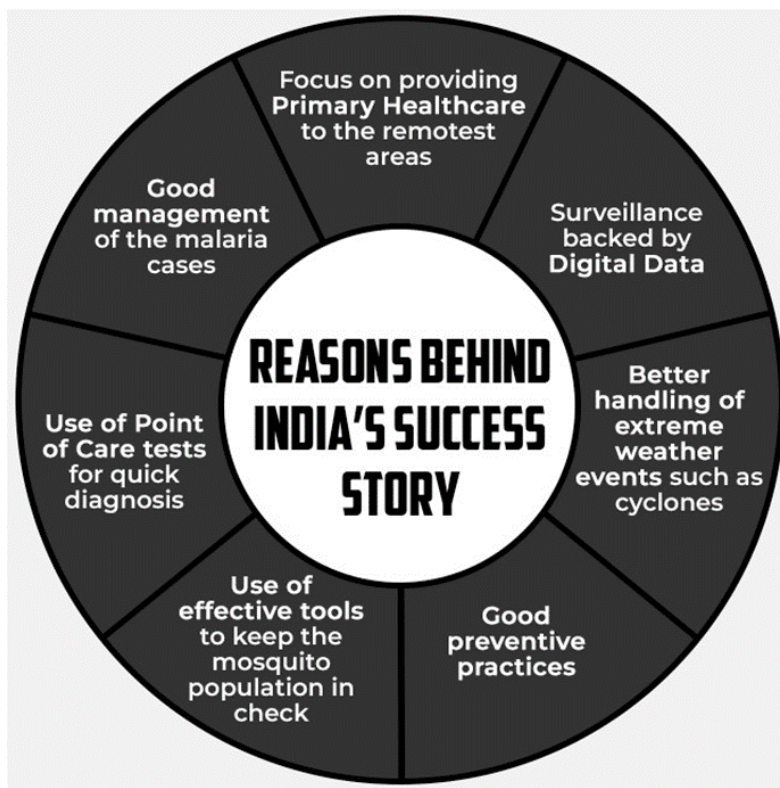 REASONS BEHIND
INDIA'S SUCCESS
STORY
Focus on providing
Primary Healthcare
to the remotest
areas
Surveillance
backed by
Digital Data
Better
handling of
extreme
weather
events such as
cyclones
Good
preventive
practices
Use of
effective tools
to keep the
mosquito
population in
check
Use of Point
of Care tests
for quick
diagnosis
Good
management
of the malaria
cases